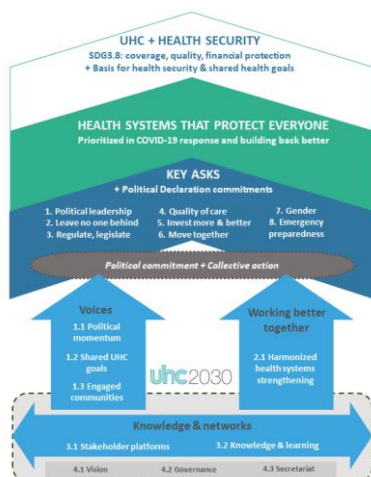 UHC + HEALTH SECURITY
SDG3.8: coverage, quality, financial protection
+ Basis for health security & shared health goals
HEALTH SYSTEMS THAT PROTECT EVERYONE
Prioritized in COVID-19 response and building back better
KEY ASKS
+ Political Declaration commitments
1. Political leadership
2. Leave no one behind
3. Regulate, legislate
4. Quality of care
5. Invest more & better
6. Move together
7. Gender
8. Emergency
preparedness
Political commitment + Collective action
Voices
1.1 Political
momentum
1.2 Shared UHC
goals
1.3 Engaged
communities
uhc2030
Working better
together
2.1 Harmonized
health systems
strengthening
Knowledge & networks
3.1 Stakeholder platforms
3.2 Knowledge & learning
4.1 Vision
4.2 Governance
4.3 Secretariat